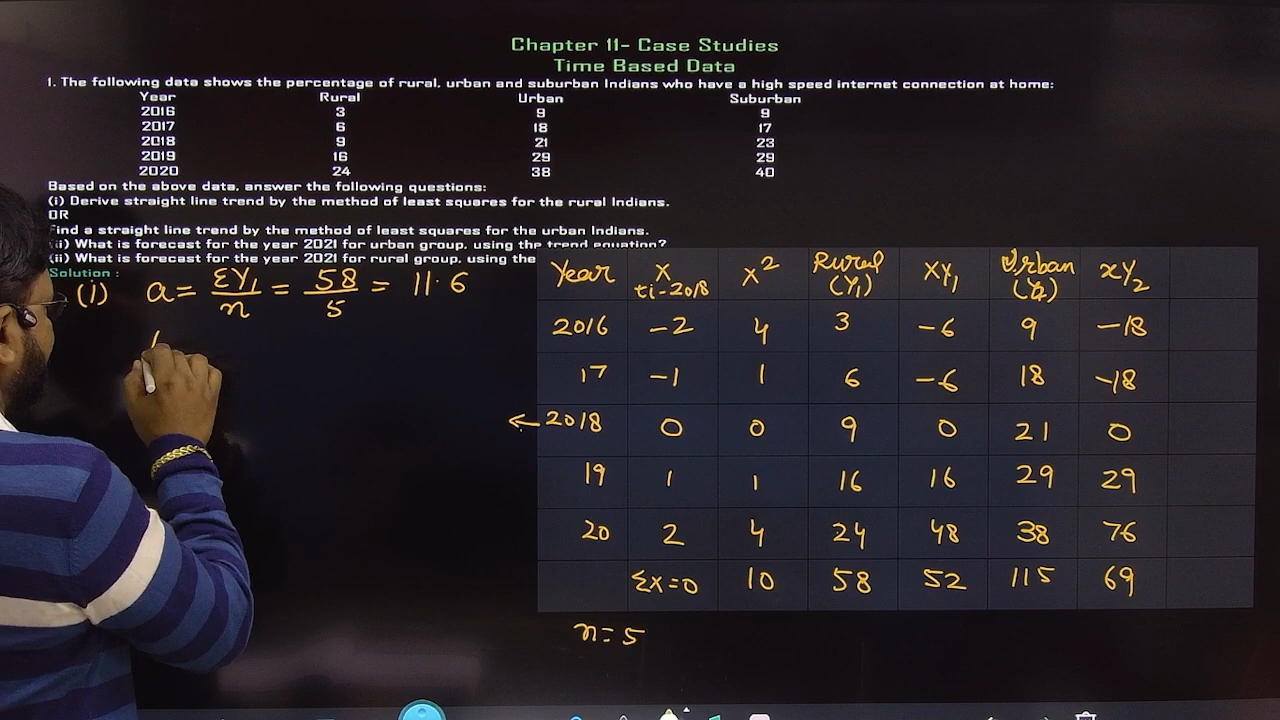 Chapter 11- Case Studies
Time Based Data
1. The following data shows the percentage of rural, urban and suburban Indians who have a high speed internet connection at home:
Year Rural Urban Suburban
2016 3 9 9
2017 6 18 17
2018 9 21 23
2019 16 29 29
2020 24 38 40
Based on the above data, answer the following questions:
(i) Derive straight line trend by the method of least squares for the rural Indians.
OR
Find a straight line trend by the method of least squares for the urban Indians.
(ii) What is forecast for the year 2021 for urban group, using the trend equation?
(ii) What is forecast for the year 2021 for rural group, using the
Solution :
(i) a = ΣY₁/n = 58/5 = 11.6
Year X ti-2018 X² Rural (Y₁) XY₁ Urban (Y₂) XY₂
2016 -2 4 3 -6 9 -18
17 -1 1 6 -6 18 -18
←2018 0 0 9 0 21 0
19 1 1 16 16 29 29
20 2 4 24 48 38 76
ΣX=0 10 58 52 115 69
n=5